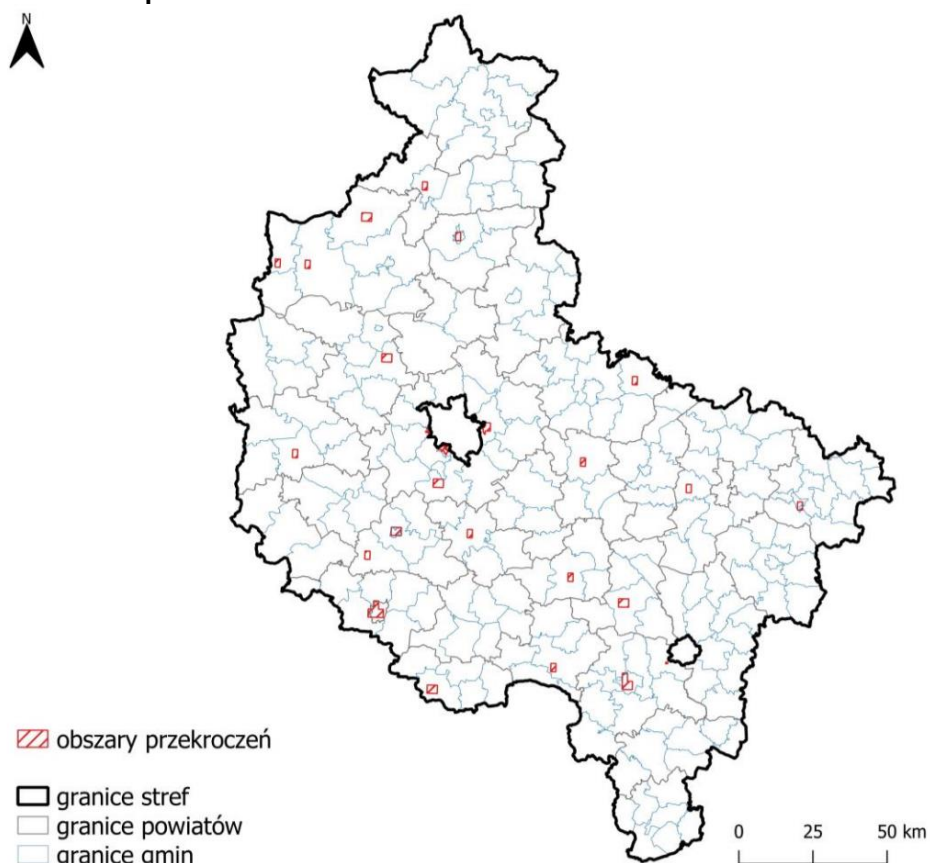 N
obszary przekroczeń
granice stref
granice powiatów
granice gmin
0 25 50 km